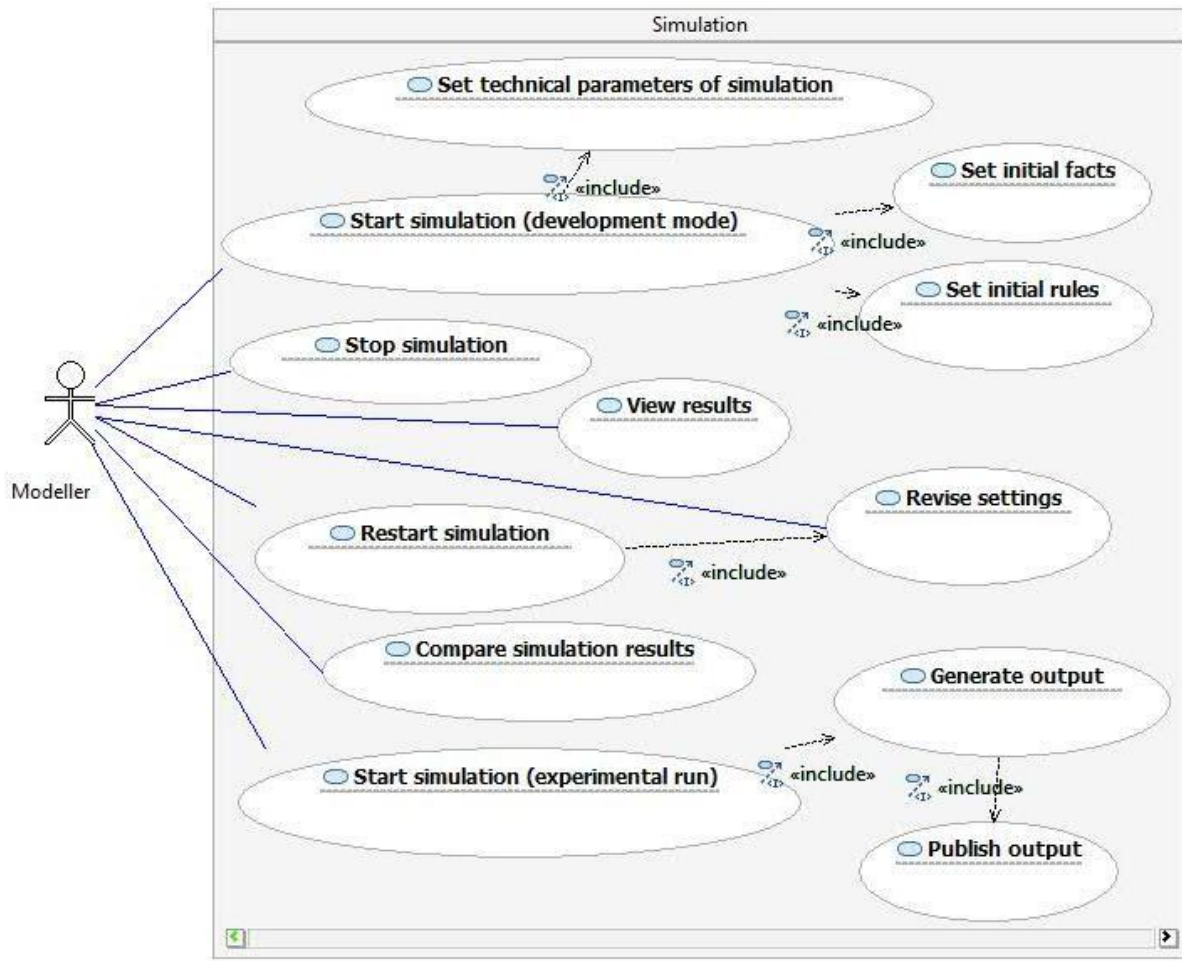 Simulation
Set technical parameters of simulation
«include»
Set initial facts
Start simulation (development mode)
«include»
Set initial rules
«include»
Stop simulation
View results
Modeller
Revise settings
Restart simulation
«include»
Compare simulation results
Generate output
Start simulation (experimental run)
«include»
«include»
Publish output